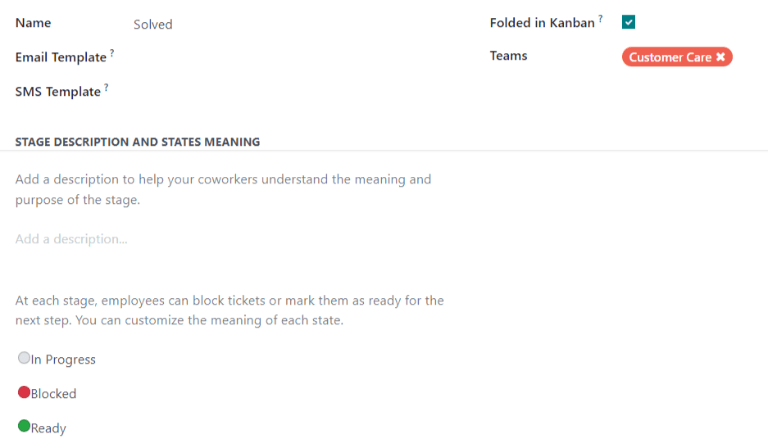 Name
Solved
Folded in Kanban ?
Email Template ?
Teams
Customer Care ✖
SMS Template ?
STAGE DESCRIPTION AND STATES MEANING
Add a description to help your coworkers understand the meaning and
purpose of the stage.
Add a description...
At each stage, employees can block tickets or mark them as ready for the
next step. You can customize the meaning of each state.
In Progress
Blocked
Ready